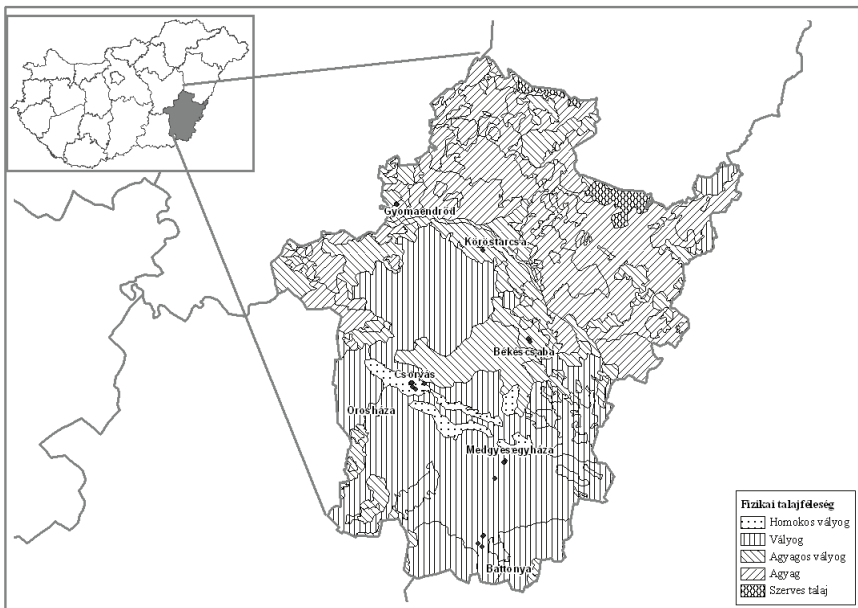 Gyomaendrőd
Köröstarcsa
Békéscsaba
Csorvás
Orosháza
Medgyesegyháza
Battonya
Fizikai talajféleség
Homokos vályog
Vályog
Agyagos vályog
Agyag
Szerves talaj